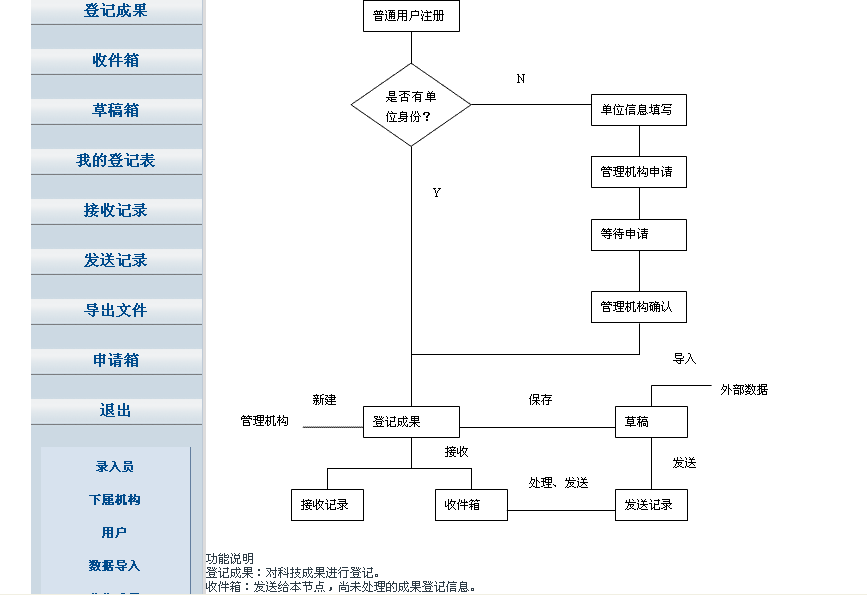 登记成果
收件箱
草稿箱
我的登记表
接收记录
发送记录
导出文件
申请箱
退出
录入员
下属机构
用户
数据导入
普通用户注册
是否有单
位身份？
N
单位信息填写
管理机构申请
Y
等待申请
管理机构确认
导入
外部数据
新建
保存
管理机构
登记成果
草稿
接收
发送
处理、发送
接收记录
收件箱
发送记录
功能说明
登记成果：对科技成果进行登记。
收件箱：发送给本节点，尚未处理的成果登记信息。